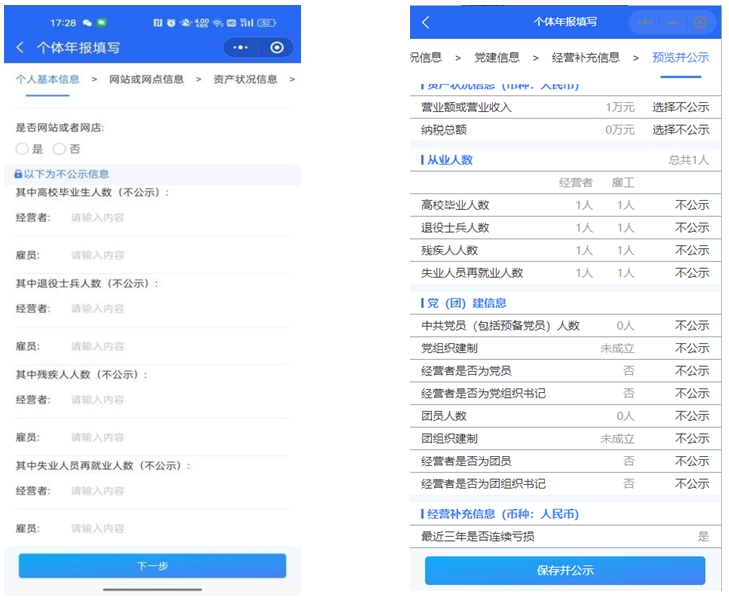 17:28
个体年报填写
个人基本信息 > 网站或网点信息 > 资产状况信息 >
是否网站或者网店:
是 否
以下为不公示信息
其中高校毕业生人数（不公示）:
经营者: 请输入内容
雇员: 请输入内容
其中退役士兵人数（不公示）:
经营者: 请输入内容
雇员: 请输入内容
其中残疾人人数（不公示）:
经营者: 请输入内容
雇员: 请输入内容
其中失业人员再就业人数（不公示）:
经营者: 请输入内容
雇员: 请输入内容
下一步
个体年报填写
况信息 > 党建信息 > 经营补充信息 > 预览并公示
资产状况信息（币种：人民币）
营业额或营业收入 1万元 选择不公示
纳税总额 0万元 选择不公示
从业人数 总共1人
经营者 雇工
高校毕业人数 1人 1人 不公示
退役士兵人数 1人 1人 不公示
残疾人人数 1人 1人 不公示
失业人员再就业人数 1人 1人 不公示
党（团）建信息
中共党员（包括预备党员）人数 0人 不公示
党组织建制 未成立 不公示
经营者是否为党员 否 不公示
经营者是否为党组织书记 否 不公示
团员人数 0人 不公示
团组织建制 未成立 不公示
经营者是否为团员 否 不公示
经营者是否为团组织书记 否 不公示
经营补充信息（币种：人民币）
最近三年是否连续亏损 是
保存并公示